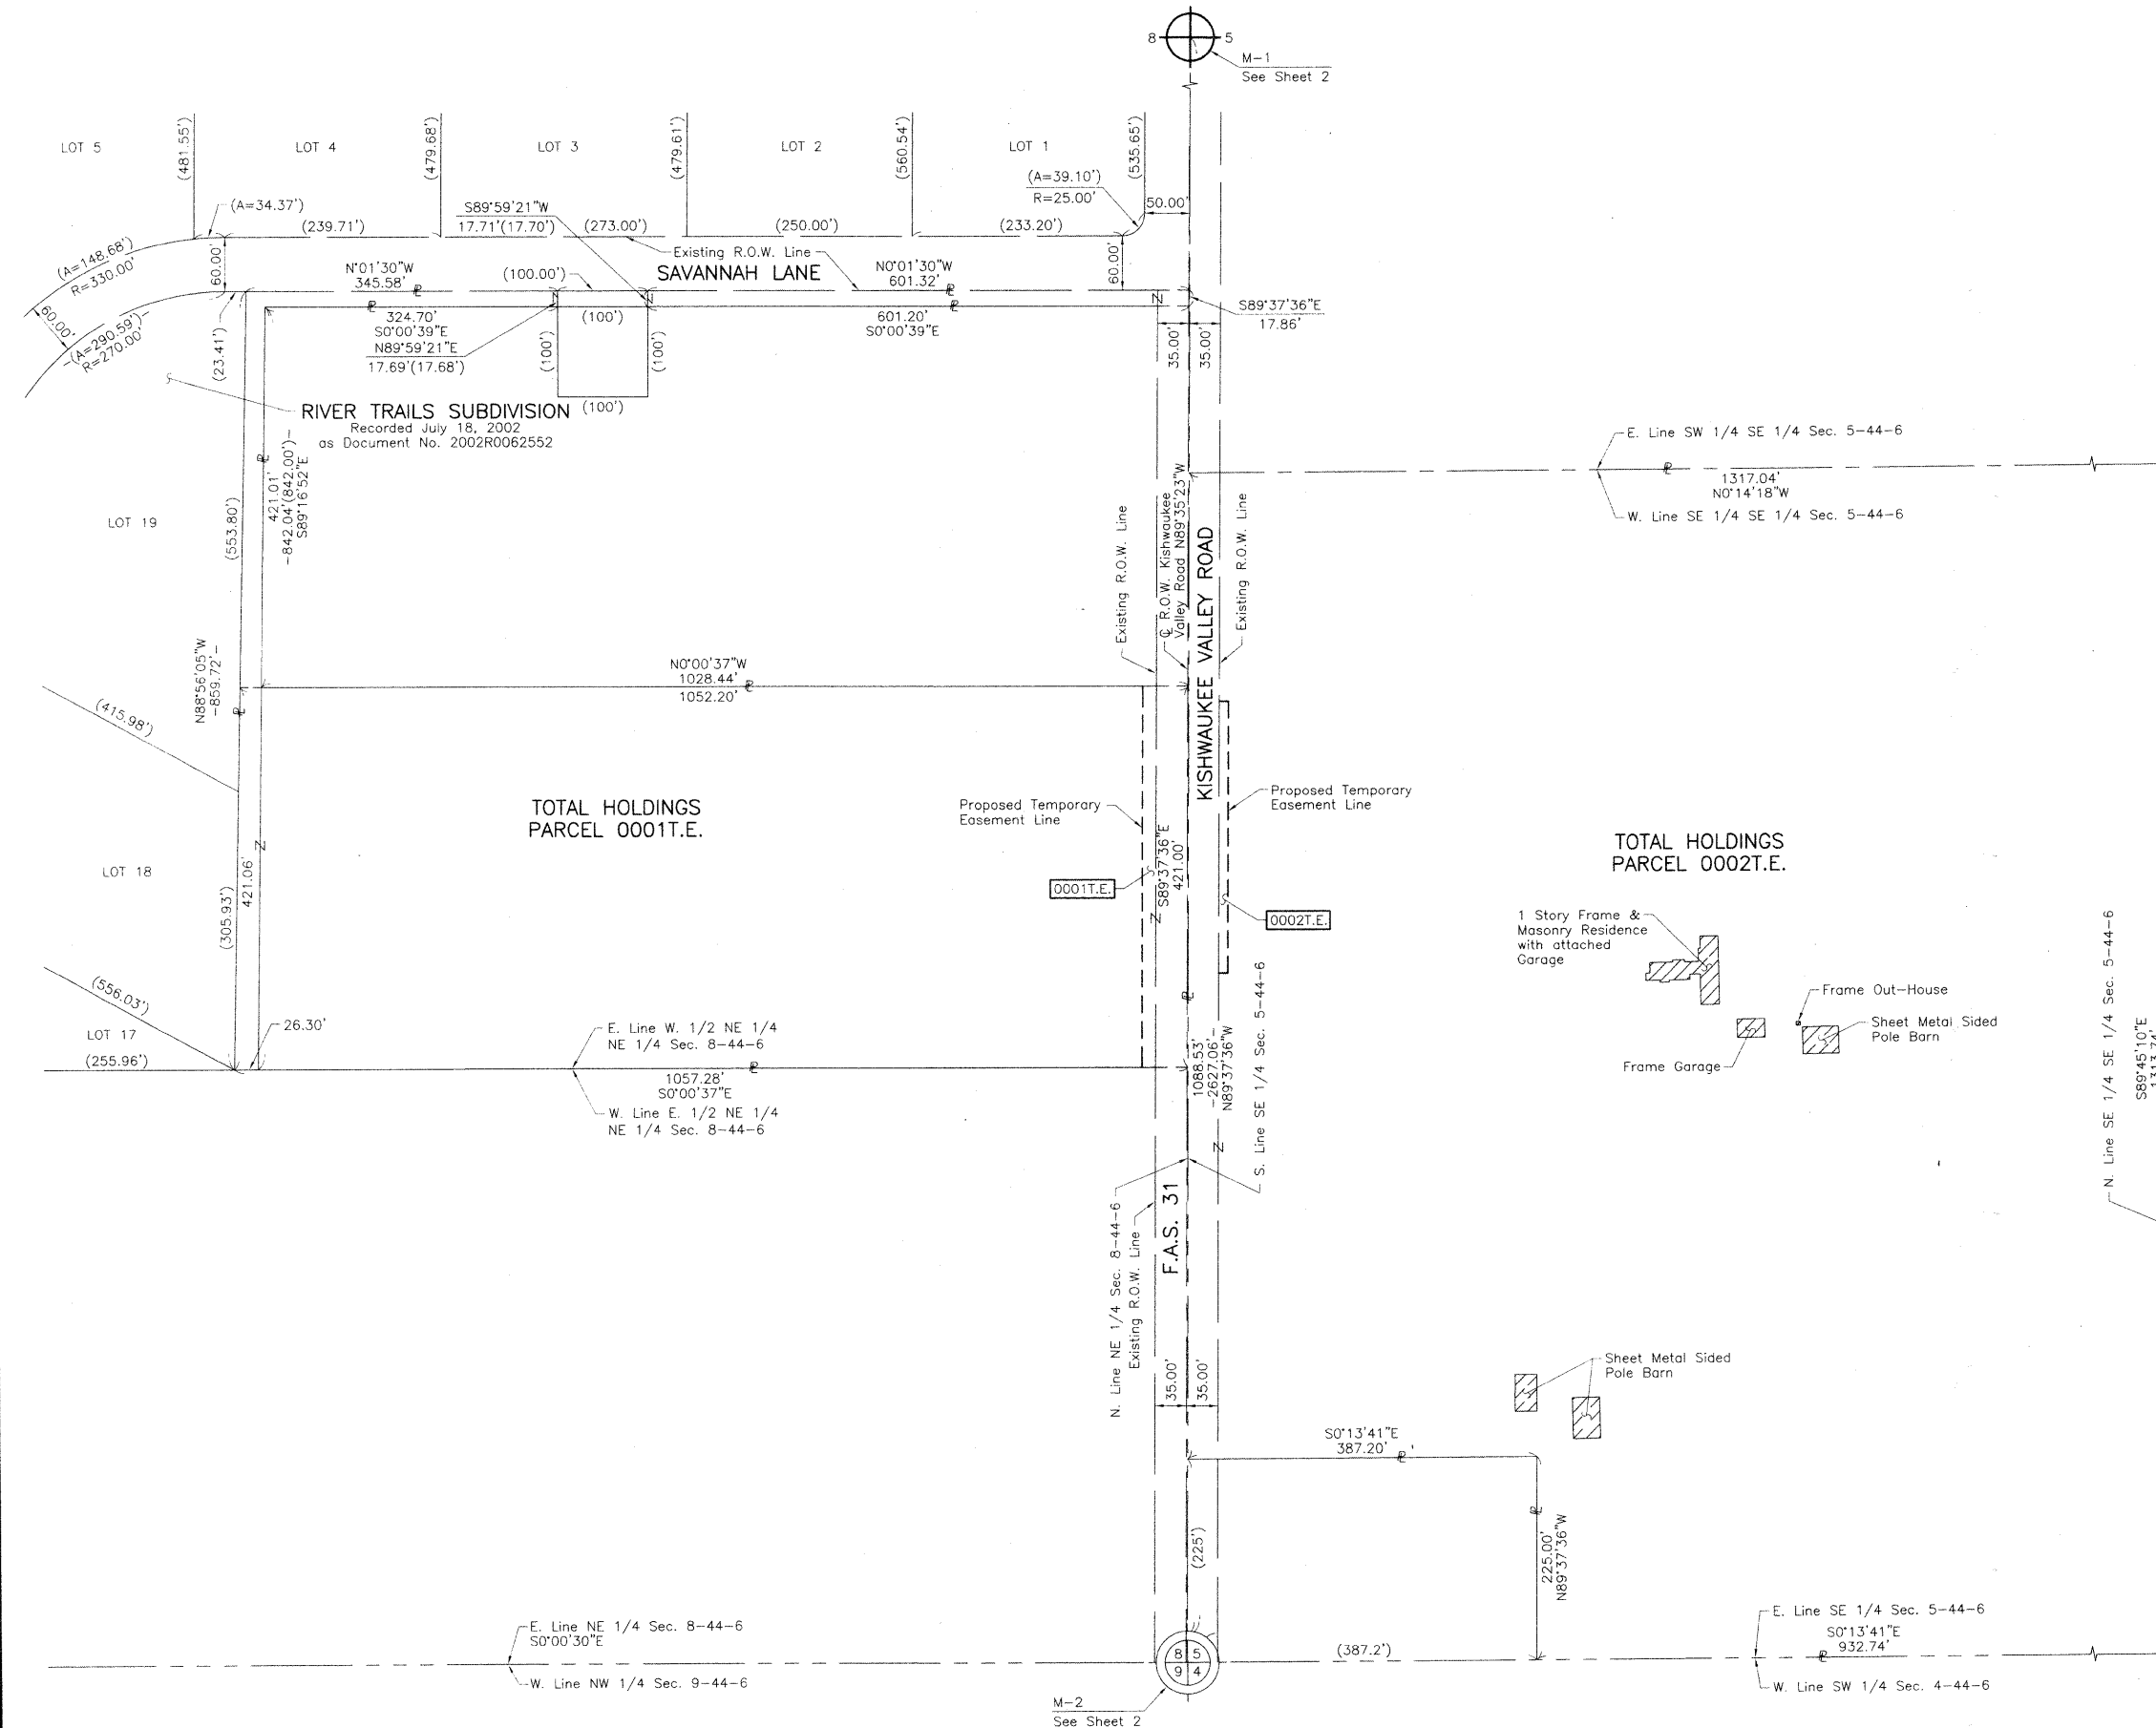 8
5
M-1
See Sheet 2
LOT 5
(481.55')
LOT 4
(479.68')
LOT 3
(479.61')
LOT 2
(560.54')
LOT 1
(535.65')
(A=39.10')
R=25.00'
50.00'
(A=34.37')
(239.71')
S89°59'21"W
17.71'(17.70')
(273.00')
(250.00')
(233.20')
Existing R.O.W. Line
SAVANNAH LANE
(A=148.68')
R=330.00'
60.00'
60.00'
N°01'30"W
345.58'
(100.00')
N0°01'30"W
601.32'
60.00'
(A=290.59')
R=270.00'
(23.41')
324.70'
S0°00'39"E
N89°59'21"E
17.69'(17.68')
(100')
(100')
(100')
(100')
601.20'
S0°00'39"E
S89°37'36"E
17.86'
35.00'
35.00'
RIVER TRAILS SUBDIVISION
Recorded July 18, 2002
as Document No. 2002R0062552
421.01'
-842.04'(842.00')-
S89°16'52"E
LOT 19
(553.80')
E. Line SW 1/4 SE 1/4 Sec. 5-44-6
1317.04'
N0°14'18"W
W. Line SE 1/4 SE 1/4 Sec. 5-44-6
Existing R.O.W. Line
℄ R.O.W. Kishwaukee
Valley Road N89°35'23"W
KISHWAUKEE VALLEY ROAD
Existing R.O.W. Line
N88°56'05"W
-859.72'-
N0°00'37"W
1028.44'
1052.20'
(415.98')
TOTAL HOLDINGS
PARCEL 0001T.E.
Proposed Temporary
Easement Line
Proposed Temporary
Easement Line
S89°37'36"E
421.00'
0001T.E.
0002T.E.
TOTAL HOLDINGS
PARCEL 0002T.E.
LOT 18
(305.93')
421.06'
1 Story Frame &
Masonry Residence
with attached
Garage
Frame Out-House
Sheet Metal Sided
Pole Barn
Frame Garage
N. Line SE 1/4 SE 1/4 Sec. 5-44-6
S89°45'10"E
1313.74'
(556.03')
LOT 17
(255.96')
26.30'
E. Line W. 1/2 NE 1/4
NE 1/4 Sec. 8-44-6
1057.28'
S0°00'37"E
W. Line E. 1/2 NE 1/4
NE 1/4 Sec. 8-44-6
1088.53'
-2627.06'-
N89°37'36"W
S. Line SE 1/4 Sec. 5-44-6
N. Line NE 1/4 Sec. 8-44-6
Existing R.O.W. Line
F.A.S. 31
35.00'
35.00'
Sheet Metal Sided
Pole Barn
S0°13'41"E
387.20'
(225')
225.00'
N89°37'36"W
E. Line NE 1/4 Sec. 8-44-6
S0°00'30"E
W. Line NW 1/4 Sec. 9-44-6
8 5
9 4
M-2
See Sheet 2
(387.2')
E. Line SE 1/4 Sec. 5-44-6
S0°13'41"E
932.74'
W. Line SW 1/4 Sec. 4-44-6